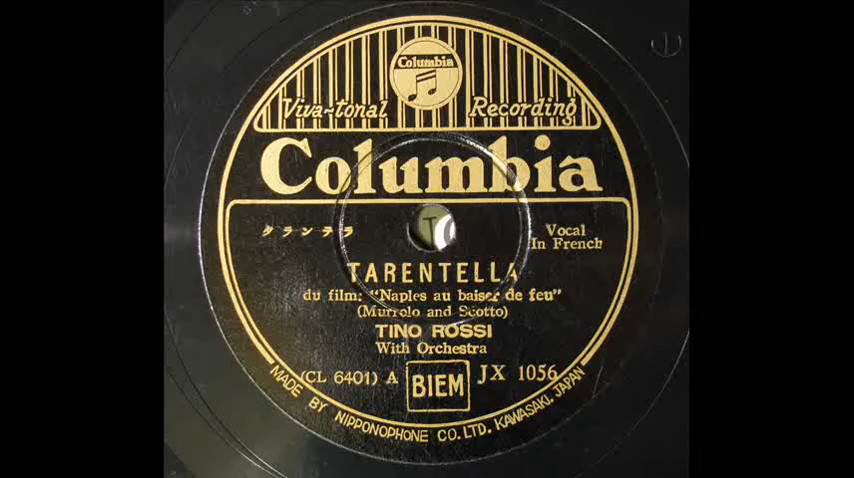 Columbia
Viva-tonal Recording
Columbia
タランテラ
Vocal
In French
TARENTELLA
du film: "Naples au baiser de feu"
(Murrolo and Scotto)
TINO ROSSI
With Orchestra
(CL 6401) A BIEM JX 1056
MADE BY NIPPONOPHONE CO. LTD. KAWASAKI, JAPAN